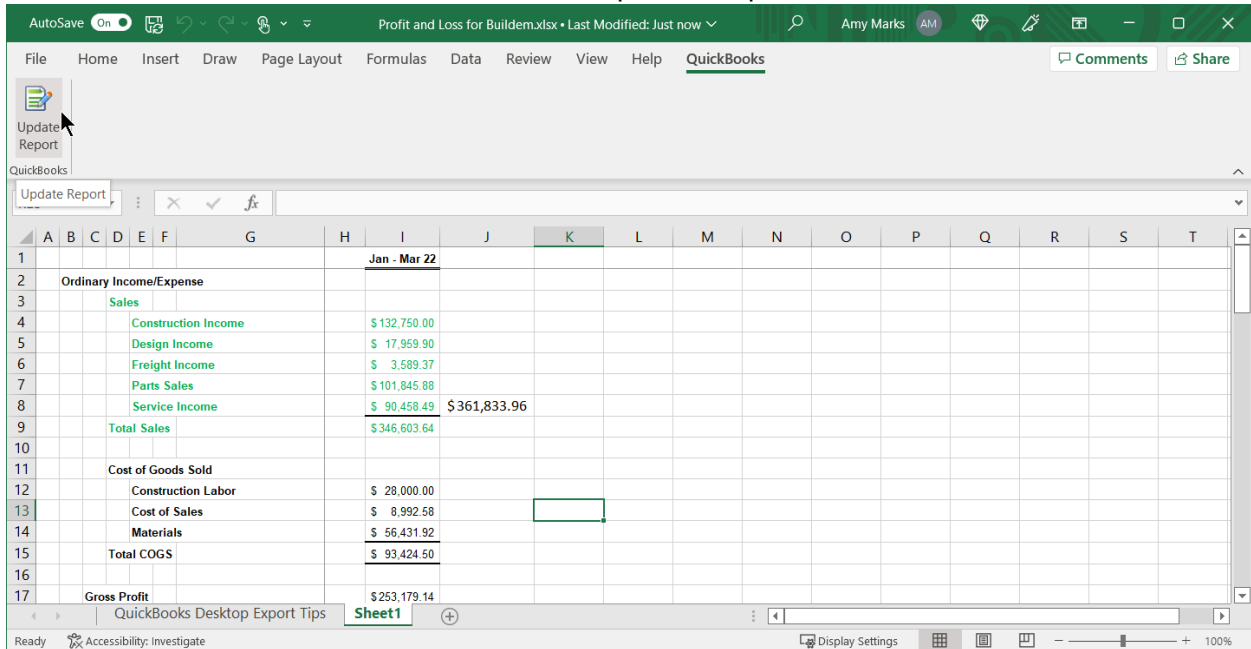 AutoSave On Profit and Loss for Buildem.xlsx • Last Modified: Just now Amy Marks AM
File Home Insert Draw Page Layout Formulas Data Review View Help QuickBooks Comments Share
Update
Report
QuickBooks
Update Report
fx
A B C D E F G H I J K L M N O P Q R S T
1 Jan - Mar 22
2 Ordinary Income/Expense
3 Sales
4 Construction Income $132,750.00
5 Design Income $ 17,959.90
6 Freight Income $ 3,589.37
7 Parts Sales $101,845.88
8 Service Income $ 90,458.49 $361,833.96
9 Total Sales $346,603.64
10
11 Cost of Goods Sold
12 Construction Labor $ 28,000.00
13 Cost of Sales $ 8,992.58
14 Materials $ 56,431.92
15 Total COGS $ 93,424.50
16
17 Gross Profit $253,179.14
QuickBooks Desktop Export Tips Sheet1
Ready Accessibility: Investigate Display Settings 100%